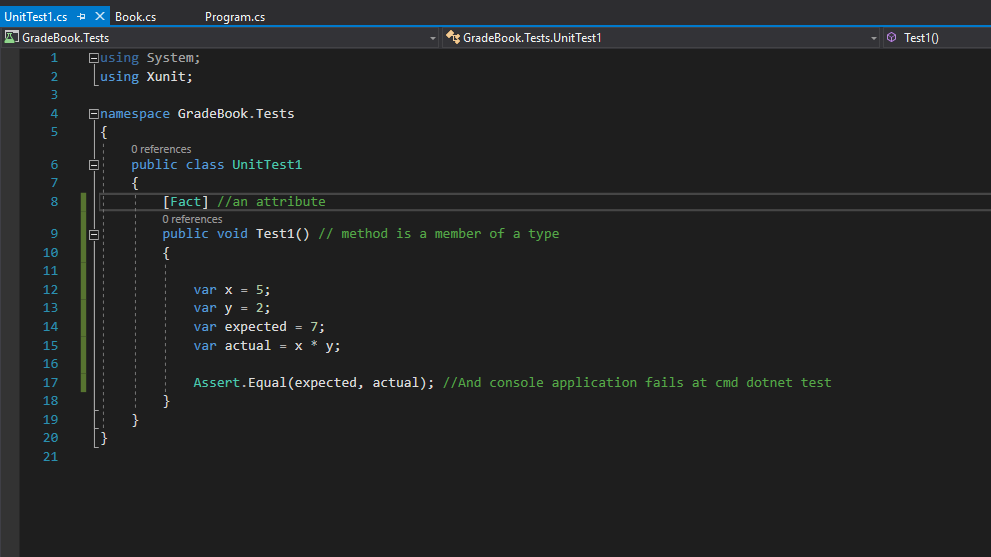 UnitTest1.cs Book.cs Program.cs
GradeBook.Tests GradeBook.Tests.UnitTest1 Test1()
1 using System;
2 using Xunit;
3
4 namespace GradeBook.Tests
5 {
0 references
6 public class UnitTest1
7 {
8 [Fact] //an attribute
0 references
9 public void Test1() // method is a member of a type
10 {
11
12 var x = 5;
13 var y = 2;
14 var expected = 7;
15 var actual = x * y;
16
17 Assert.Equal(expected, actual); //And console application fails at cmd dotnet test
18 }
19 }
20 }
21